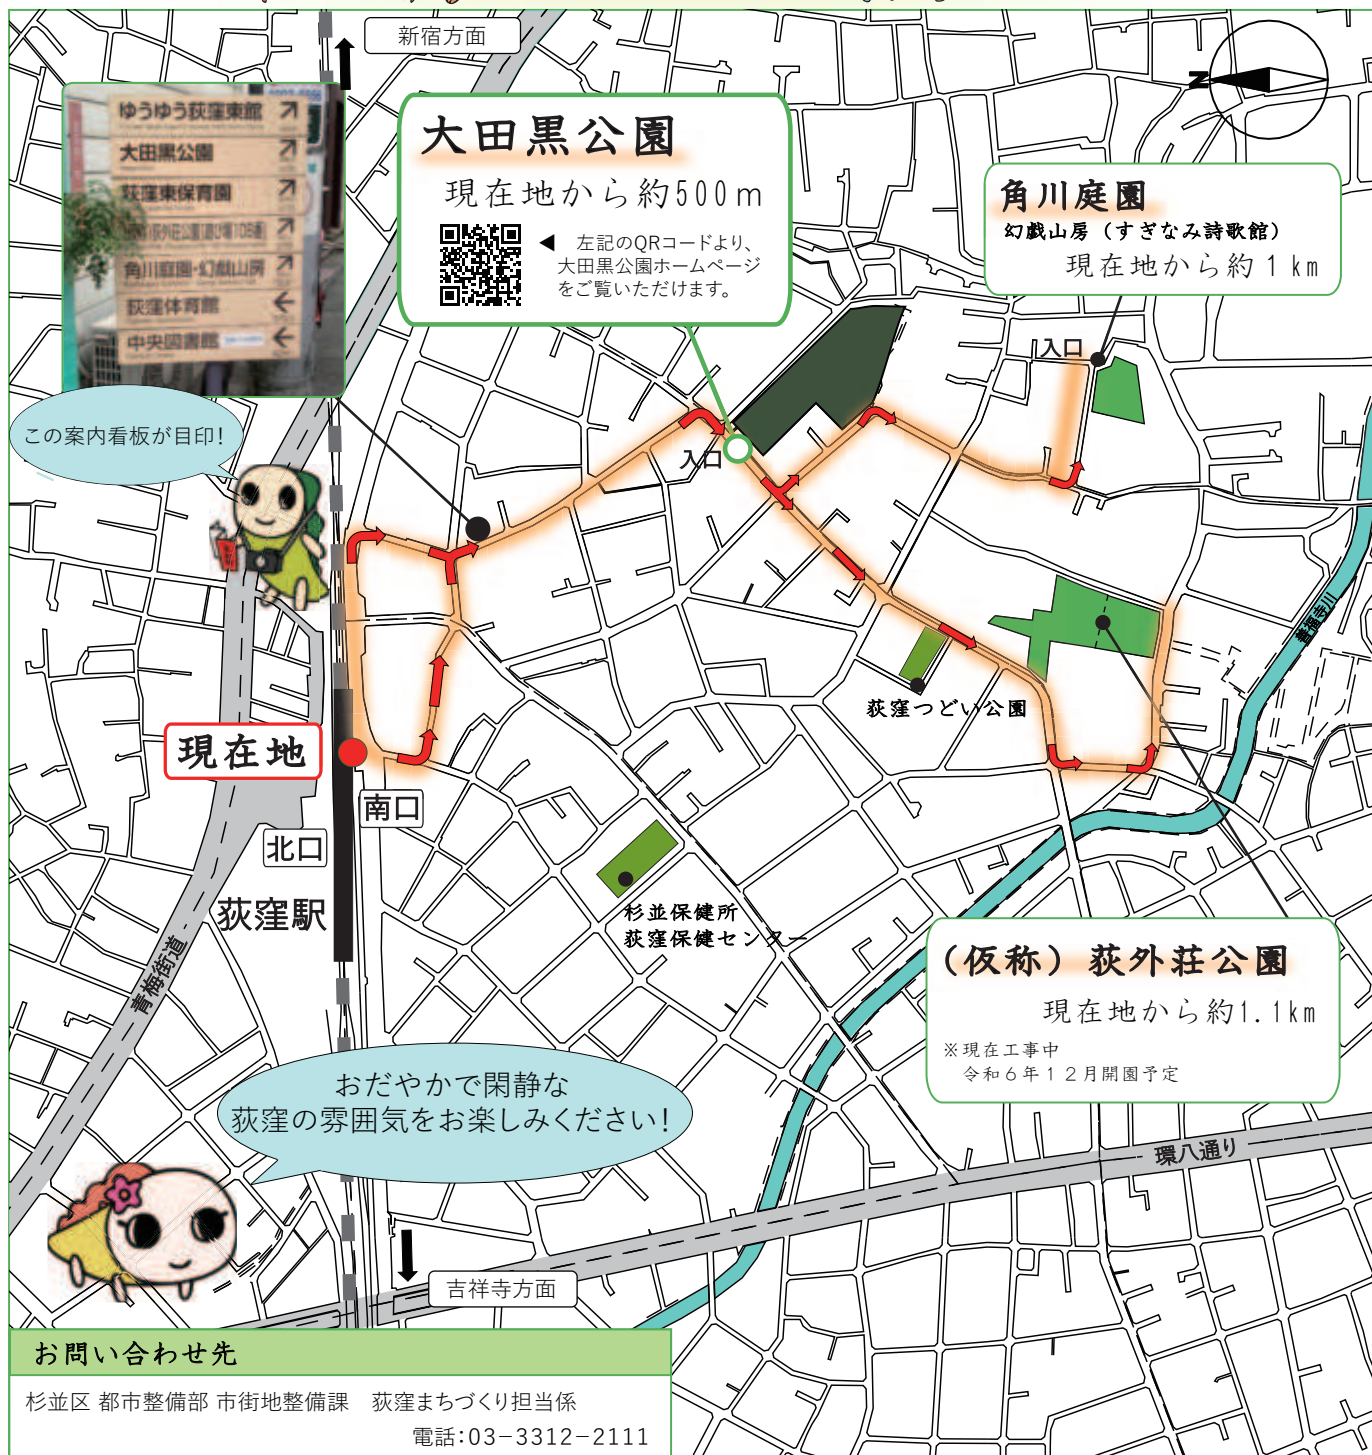 新宿方面
N
ゆうゆう荻窪東館
大田黒公園
荻窪東保育園
角川庭園・幻戯山房
荻窪体育館
中央図書館
大田黒公園
現在地から約500m
◀ 左記のQRコードより、
大田黒公園ホームページ
をご覧いただけます。
角川庭園
幻戯山房(すぎなみ詩歌館)
現在地から約1km
入口
この案内看板が目印!
入口
善福寺川
荻窪つどい公園
現在地
南口
北口
荻窪駅
杉並保健所
荻窪保健センター
青梅街道
(仮称)荻外荘公園
現在地から約1.1km
※現在工事中
令和6年12月開園予定
おだやかで閑静な
荻窪の雰囲気をお楽しみください!
環八通り
吉祥寺方面
お問い合わせ先
杉並区 都市整備部 市街地整備課 荻窪まちづくり担当係
電話:03-3312-2111